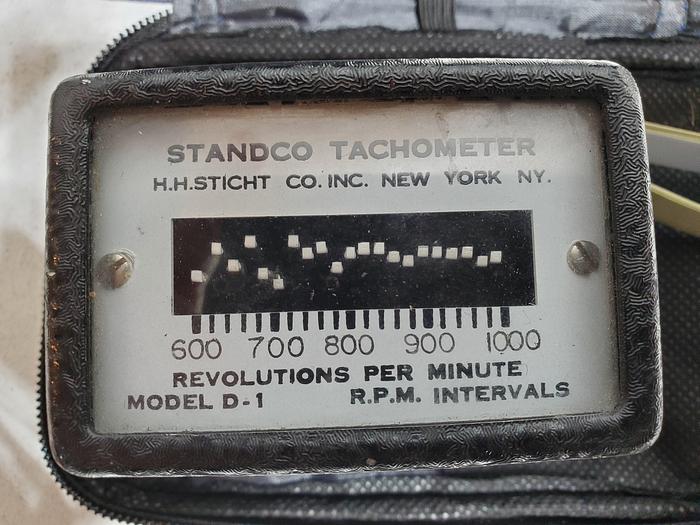 STANDCO TACHOMETER
H.H.STICHT CO. INC. NEW YORK NY.
600 700 800 900 1000
REVOLUTIONS PER MINUTE
MODEL D-1 R.P.M. INTERVALS